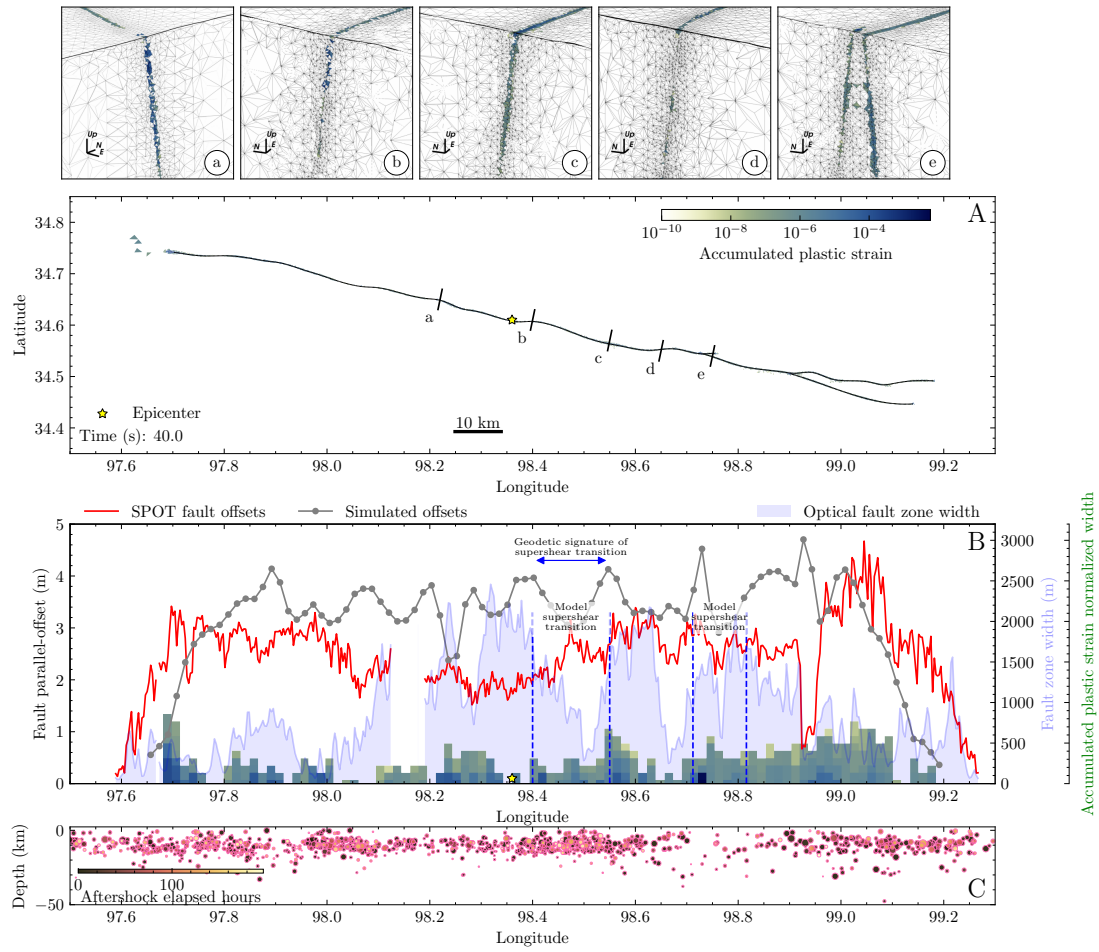 Up
N
E
a
Up
N
E
b
Up
N
E
c
Up
N
E
d
Up
N
E
e
A
34.8
34.7
34.6
34.5
34.4
Latitude
10⁻¹⁰
10⁻⁸
10⁻⁶
10⁻⁴
Accumulated plastic strain
a
b
c
d
e
Epicenter
Time (s): 40.0
10 km
97.6
97.8
98.0
98.2
98.4
98.6
98.8
99.0
99.2
Longitude
SPOT fault offsets
Simulated offsets
Optical fault zone width
B
5
4
3
2
1
0
Fault parallel-offset (m)
Geodetic signature of
supershear transition
Model
supershear
transition
Model
supershear
transition
3000
2500
2000
1500
1000
500
0
Fault zone width (m)
Accumulated plastic strain normalized width
97.6
97.8
98.0
98.2
98.4
98.6
98.8
99.0
99.2
Longitude
0
−50
Depth (km)
0
100
Aftershock elapsed hours
C
97.6
97.8
98.0
98.2
98.4
98.6
98.8
99.0
99.2
Longitude